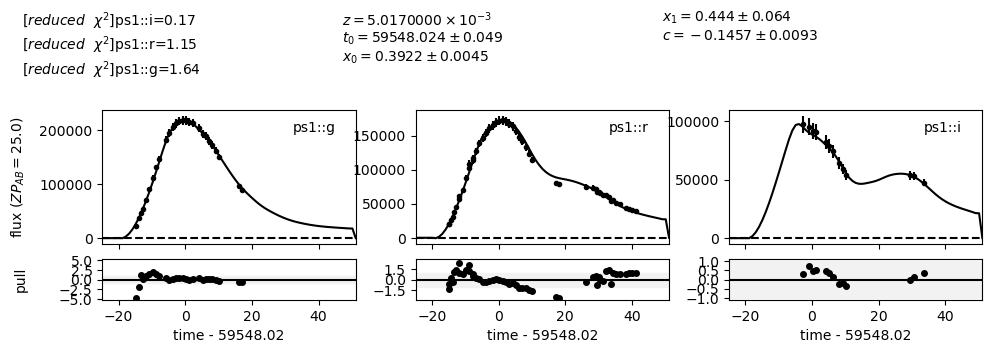 [reduced χ²]ps1::i=0.17
[reduced χ²]ps1::r=1.15
[reduced χ²]ps1::g=1.64
z = 5.0170000 × 10⁻³
t₀ = 59548.024 ± 0.049
x₀ = 0.3922 ± 0.0045
x₁ = 0.444 ± 0.064
c = −0.1457 ± 0.0093
flux (ZP_AB = 25.0)
200000
100000
0
ps1::g
150000
100000
50000
0
ps1::r
100000
50000
0
ps1::i
pull
5.0
2.5
0.0
−2.5
−5.0
1.5
0.0
−1.5
1.0
0.5
0.0
−0.5
−1.0
−20 0 20 40
−20 0 20 40
−20 0 20 40
time - 59548.02
time - 59548.02
time - 59548.02